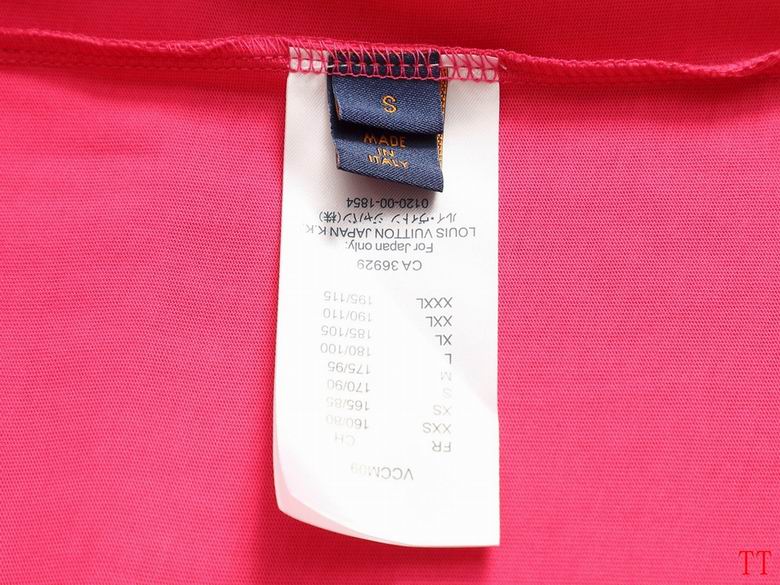 S
MADE
IN
ITALY
VCCM09
FR CH
XXS 160/80
XS 165/85
S 170/90
M 175/95
L 180/100
XL 185/105
XXL 190/110
XXXL 195/115
CA 36929
For Japan only.
LOUIS VUITTON JAPAN K.K.
ルイ・ヴィトン ジャパン(株)
0120-00-1854
TT